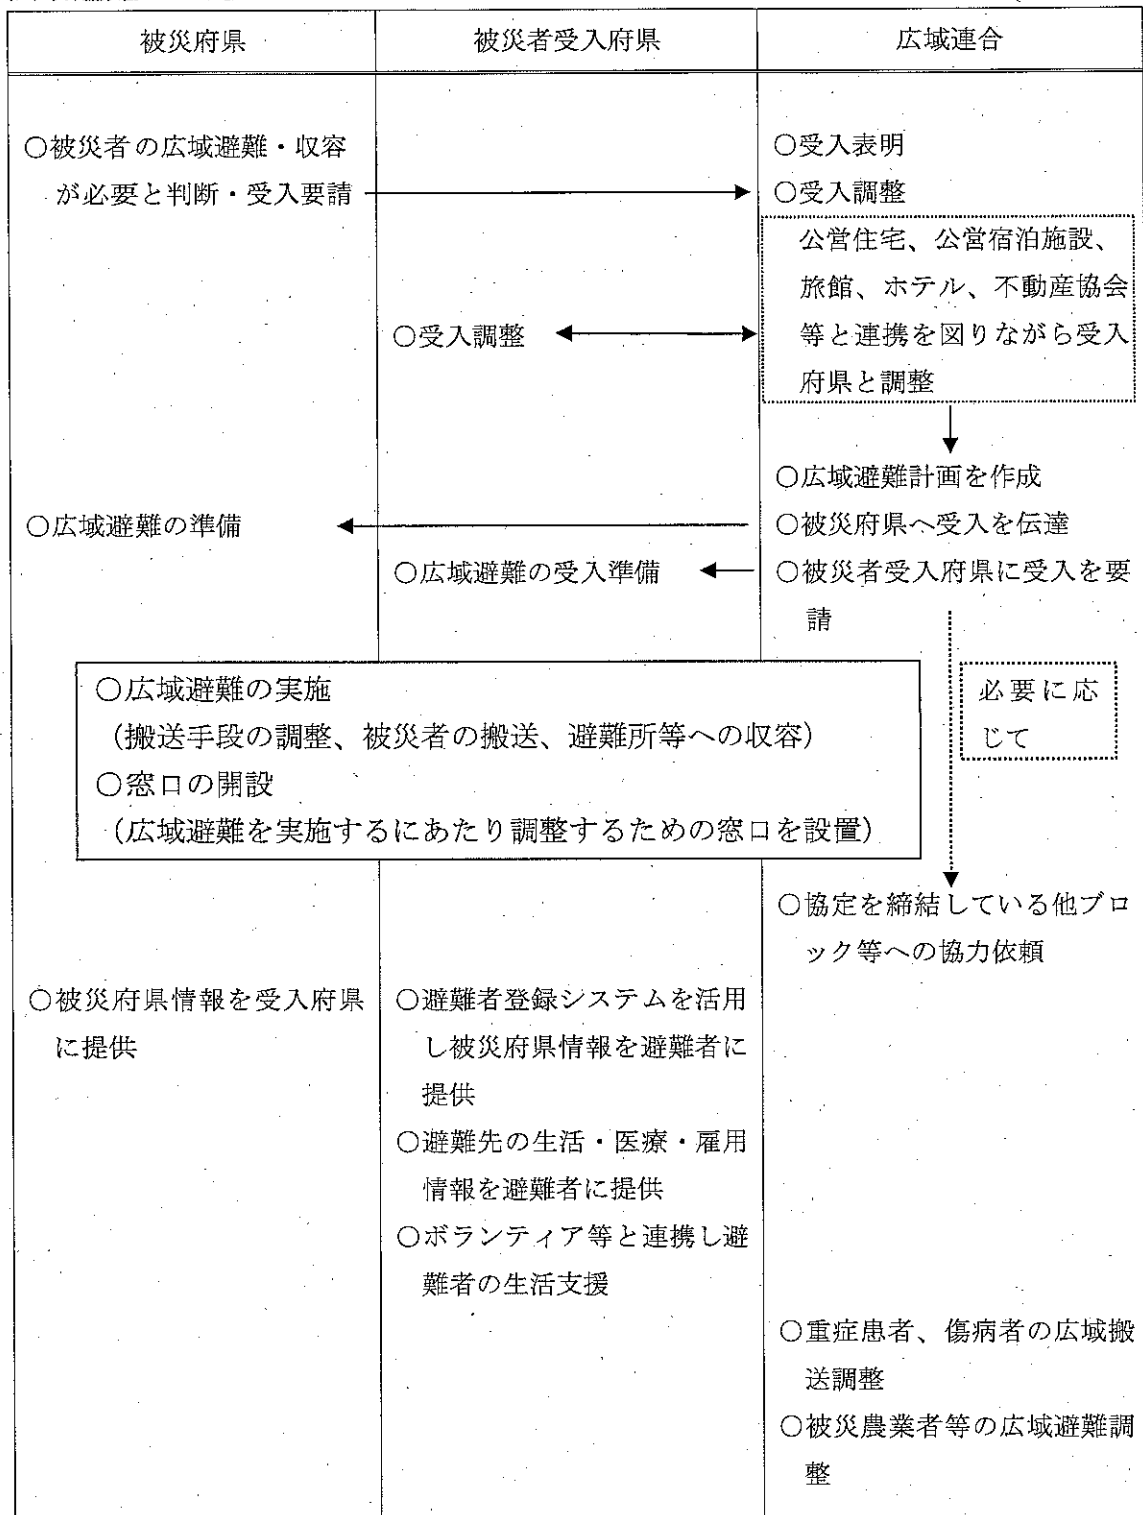 被災府県
被災者受入府県
広域連合
○被災者の広域避難・収容
が必要と判断・受入要請
○受入表明
○受入調整
公営住宅、公営宿泊施設、
旅館、ホテル、不動産協会
等と連携を図りながら受入
府県と調整
○受入調整
○広域避難計画を作成
○被災府県へ受入を伝達
○広域避難の準備
○被災者受入府県に受入を要
請
○広域避難の受入準備
必要に応
じて
○広域避難の実施
(搬送手段の調整、被災者の搬送、避難所等への収容)
○窓口の開設
(広域避難を実施するにあたり調整するための窓口を設置)
○協定を締結している他ブロ
ック等への協力依頼
○被災府県情報を受入府県
に提供
○避難者登録システムを活用
し被災府県情報を避難者に
提供
○避難先の生活・医療・雇用
情報を避難者に提供
○ボランティア等と連携し避
難者の生活支援
○重症患者、傷病者の広域搬
送調整
○被災農業者等の広域避難調
整